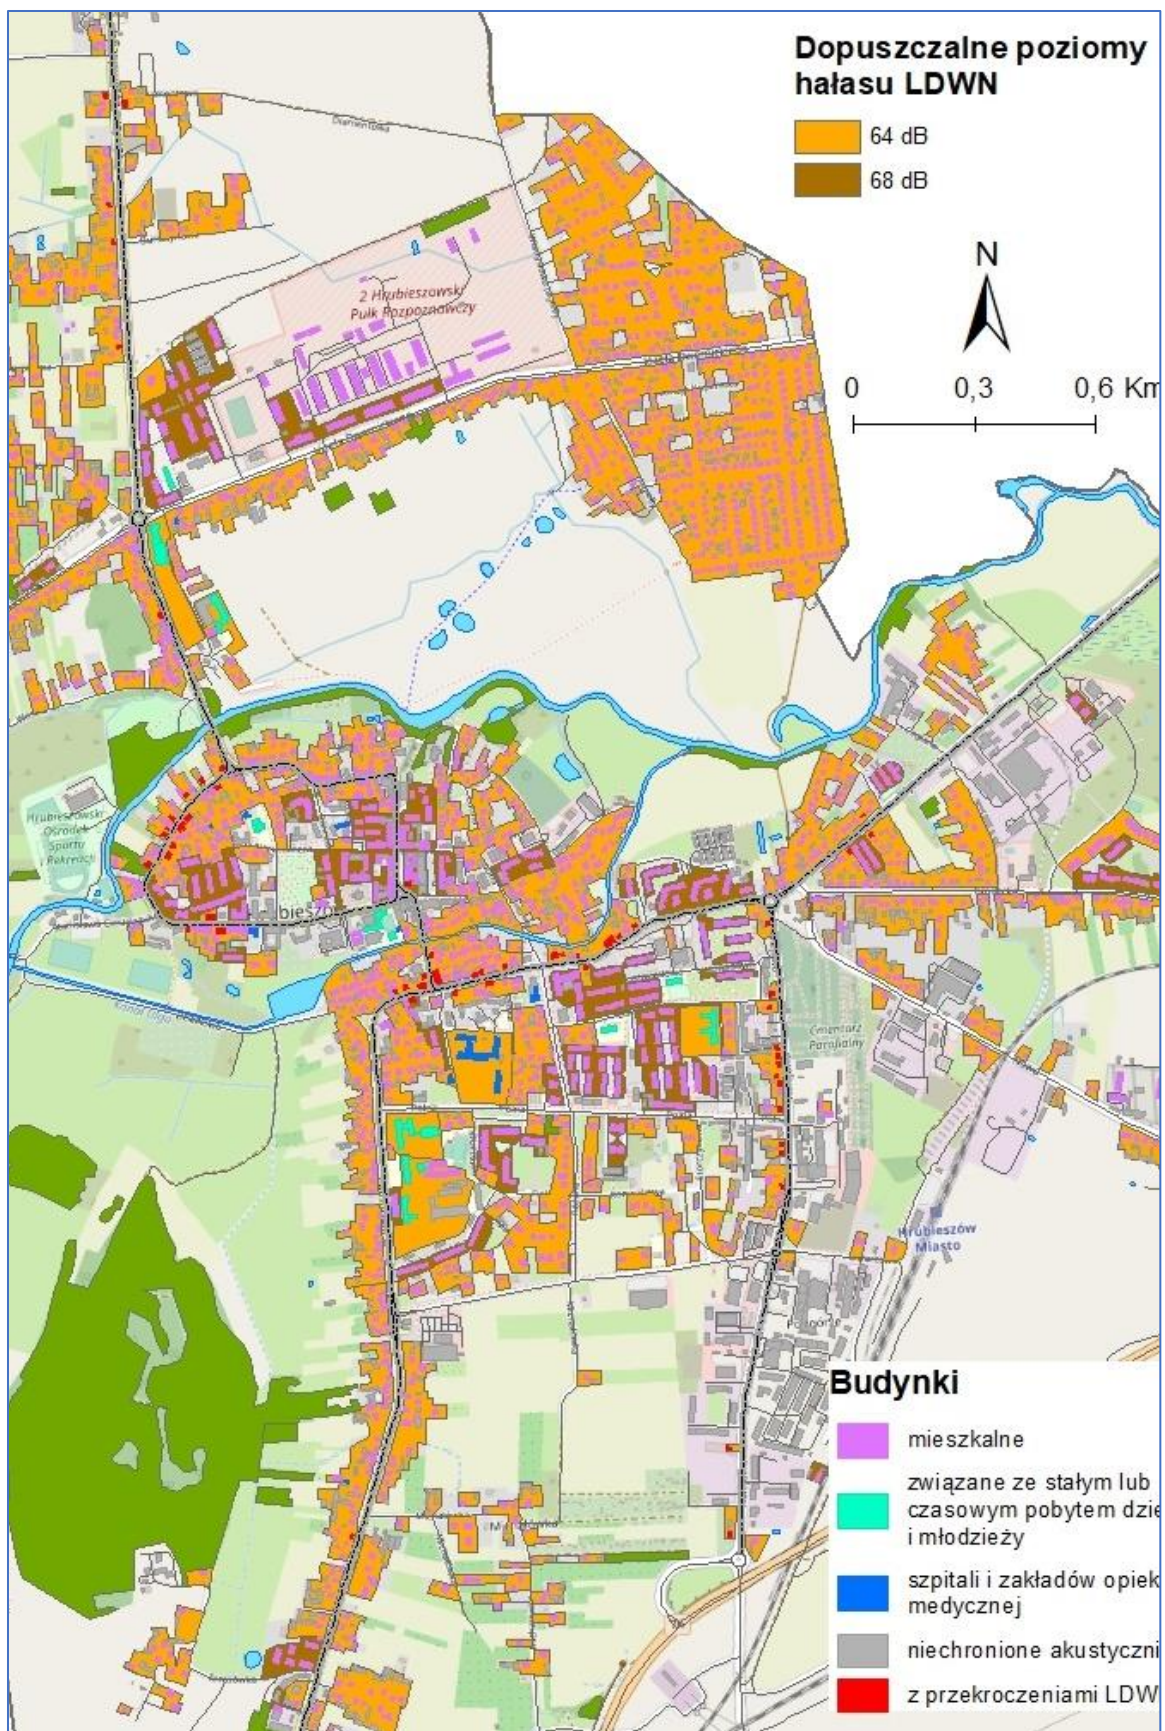 Dopuszczalne poziomy
hałasu LDWN
64 dB
68 dB
N
0 0,3 0,6 Km
Diamentowa
2 Hrubieszowski
Pułk Rozpoznawczy
Hrubieszowski
Ośrodek
Sportu
i Rekreacji
Cmentarz
Parafialny
Hrubieszów
Miasto
Budynki
mieszkalne
związane ze stałym lub
czasowym pobytem dzie
i młodzieży
szpitali i zakładów opiek
medycznej
niechronione akustyczni
z przekroczeniami LDW